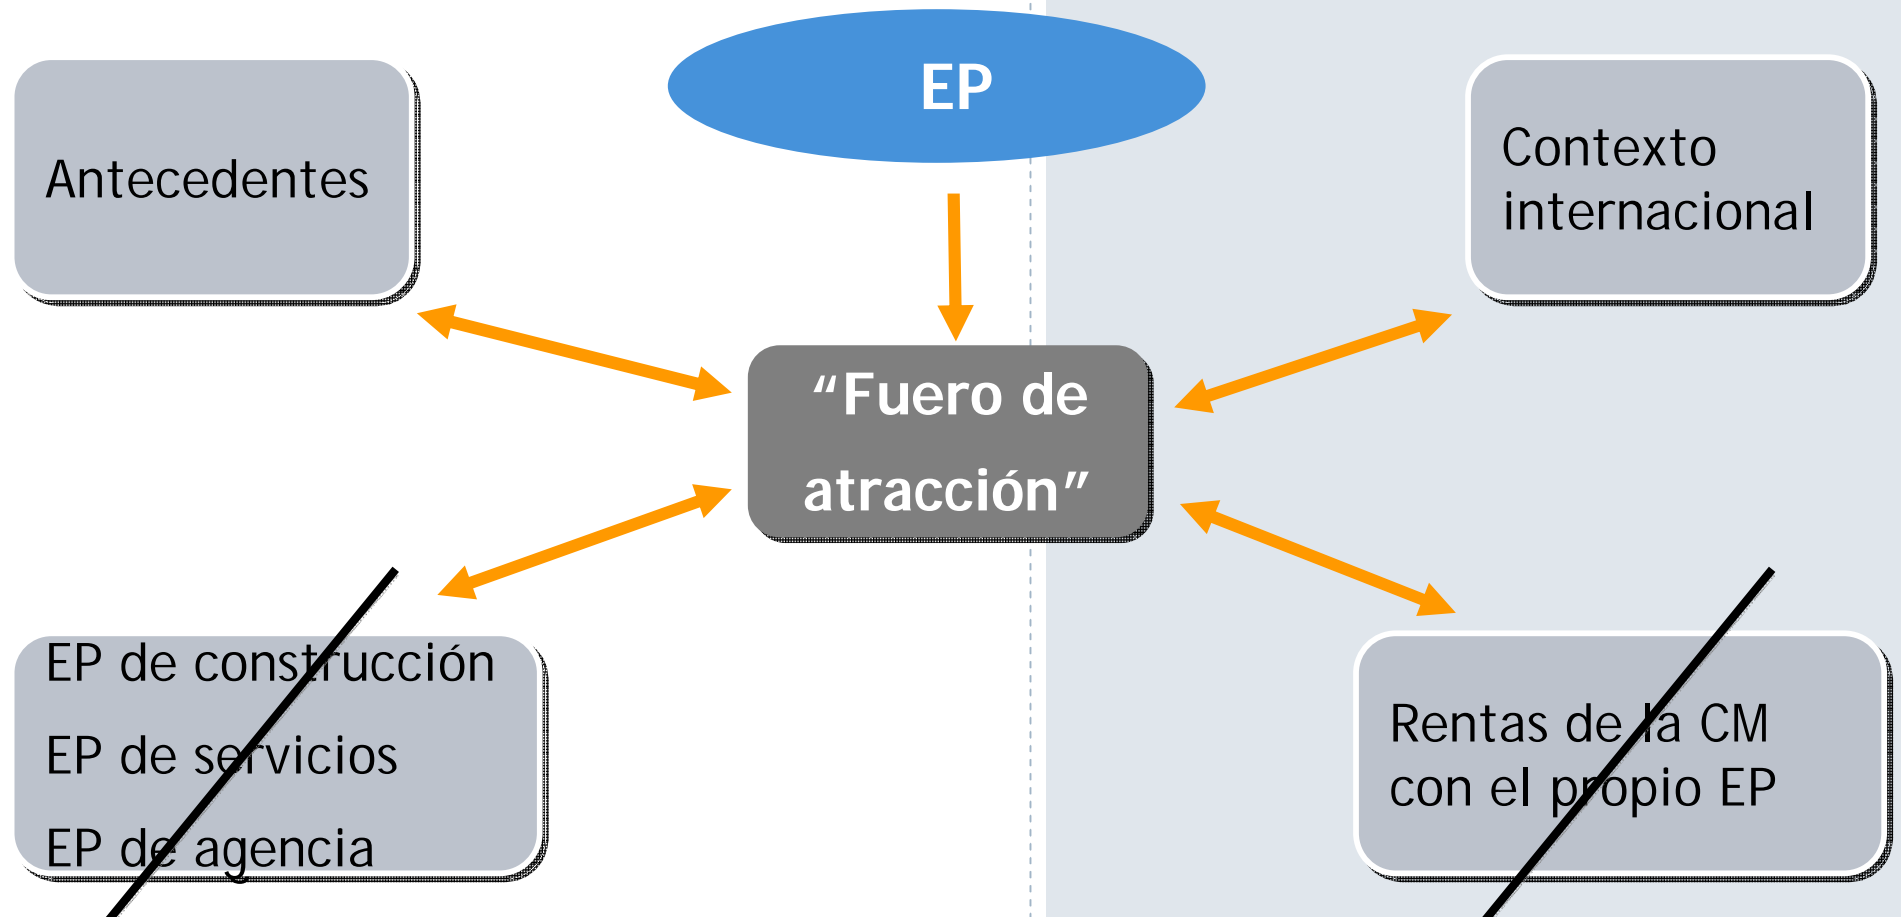 EP
Antecedentes
Contexto
internacional
“Fuero de
atracción”
EP de construcción
EP de servicios
EP de agencia
Rentas de la CM
con el propio EP